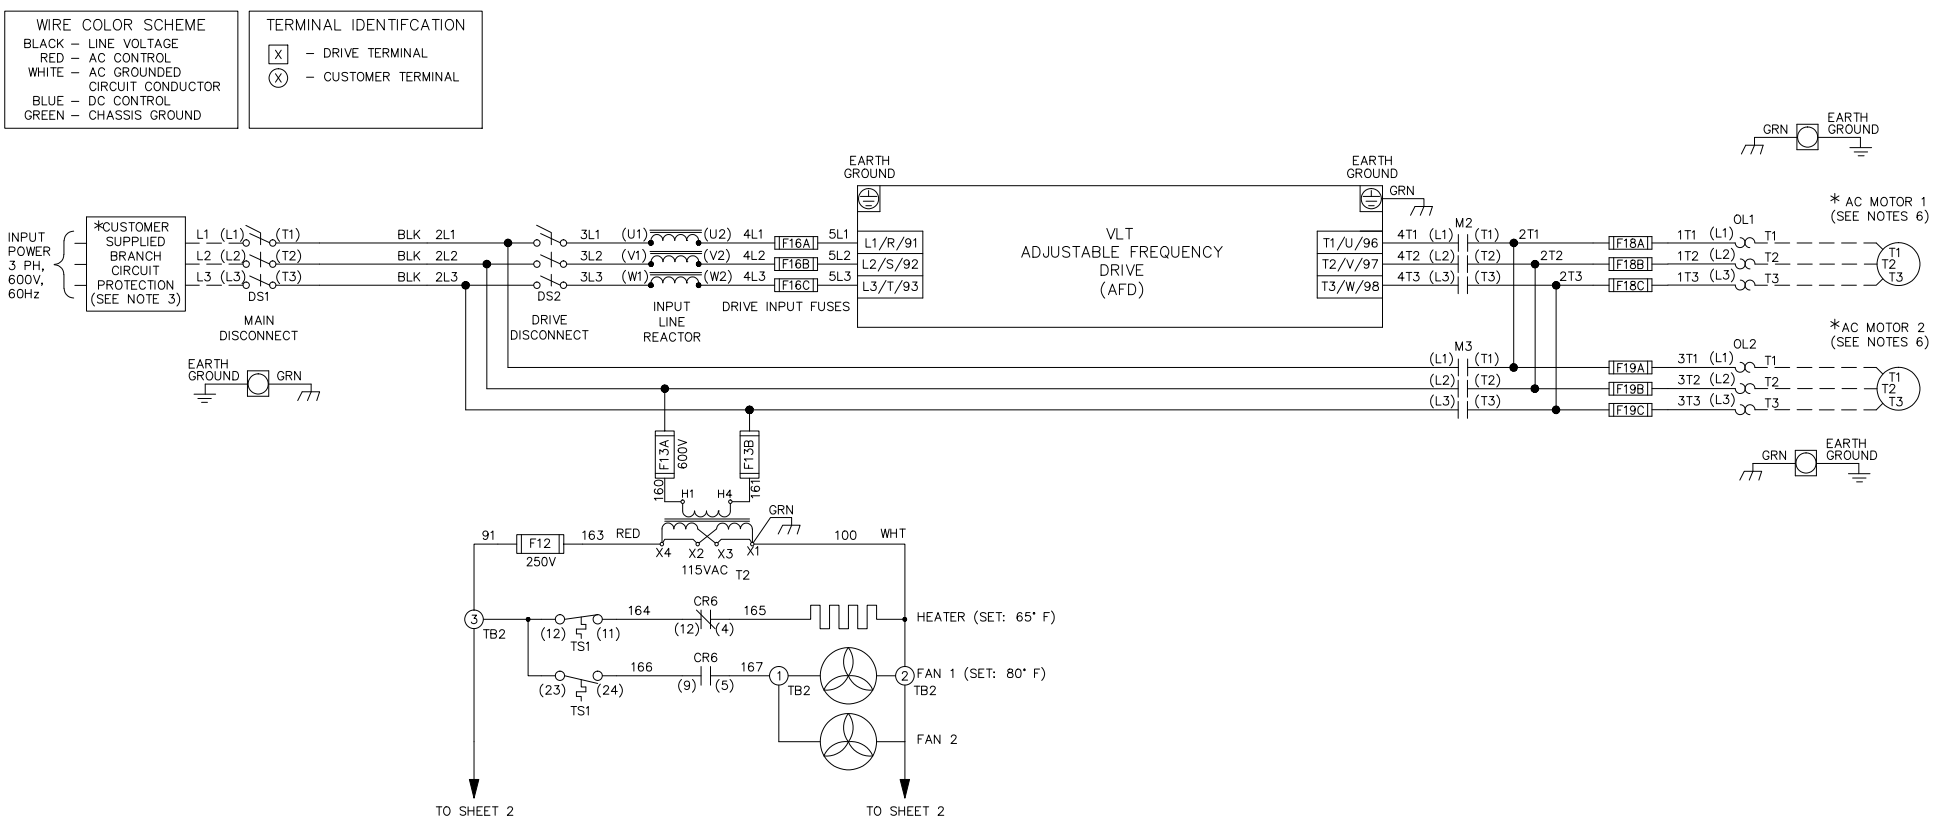 WIRE COLOR SCHEME
BLACK – LINE VOLTAGE
RED – AC CONTROL
WHITE – AC GROUNDED
CIRCUIT CONDUCTOR
BLUE – DC CONTROL
GREEN – CHASSIS GROUND
TERMINAL IDENTIFCATION
X – DRIVE TERMINAL
X – CUSTOMER TERMINAL
GRN
EARTH
GROUND
EARTH
GROUND
EARTH
GROUND
GRN
INPUT
POWER
3 PH,
600V,
60Hz
*CUSTOMER
SUPPLIED
BRANCH
CIRCUIT
PROTECTION
(SEE NOTE 3)
L1 (L1) (T1) BLK 2L1 3L1 (U1) (U2) 4L1 F16A 5L1 L1/R/91
L2 (L2) (T2) BLK 2L2 3L2 (V1) (V2) 4L2 F16B 5L2 L2/S/92
L3 (L3) (T3) BLK 2L3 3L3 (W1) (W2) 4L3 F16C 5L3 L3/T/93
DS1
MAIN
DISCONNECT
DS2
DRIVE
DISCONNECT
INPUT
LINE
REACTOR
DRIVE INPUT FUSES
VLT
ADJUSTABLE FREQUENCY
DRIVE
(AFD)
M2
OL1
* AC MOTOR 1
(SEE NOTES 6)
T1/U/96 4T1 (L1) (T1) 2T1 F18A 1T1 (L1) T1 T1
T2/V/97 4T2 (L2) (T2) 2T2 F18B 1T2 (L2) T2 T2
T3/W/98 4T3 (L3) (T3) 2T3 F18C 1T3 (L3) T3 T3
M3
OL2
*AC MOTOR 2
(SEE NOTES 6)
(L1) (T1) F19A 3T1 (L1) T1 T1
(L2) (T2) F19B 3T2 (L2) T2 T2
(L3) (T3) F19C 3T3 (L3) T3 T3
EARTH
GROUND
GRN
GRN
EARTH
GROUND
F13A
600V
F13B
160
H1
H4
161
GRN
91 F12 163 RED
250V
X4 X2 X3 X1
115VAC T2
100 WHT
3
TB2
(12) (11)
TS1
164
CR6
(12) (4)
165
HEATER (SET: 65° F)
(23) (24)
TS1
166
CR6
(9) (5)
167
1
TB2
2
TB2
FAN 1 (SET: 80° F)
FAN 2
TO SHEET 2
TO SHEET 2